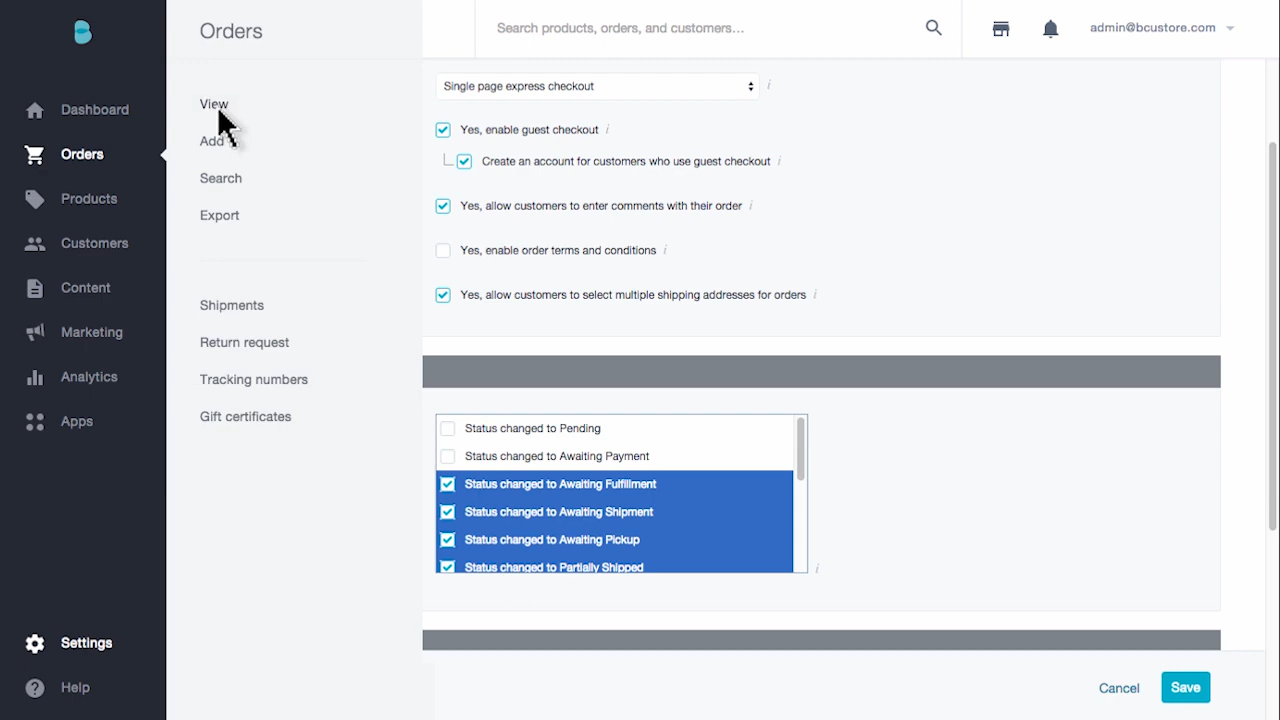 Dashboard
Orders
Products
Customers
Content
Marketing
Analytics
Apps
Settings
Help
Orders
View
Add
Search
Export
Shipments
Return request
Tracking numbers
Gift certificates
Search products, orders, and customers...
admin@bcustore.com
Single page express checkout
i
Yes, enable guest checkout i
Create an account for customers who use guest checkout i
Yes, allow customers to enter comments with their order i
Yes, enable order terms and conditions i
Yes, allow customers to select multiple shipping addresses for orders i
Status changed to Pending
Status changed to Awaiting Payment
Status changed to Awaiting Fulfillment
Status changed to Awaiting Shipment
Status changed to Awaiting Pickup
Status changed to Partially Shipped
i
Cancel
Save